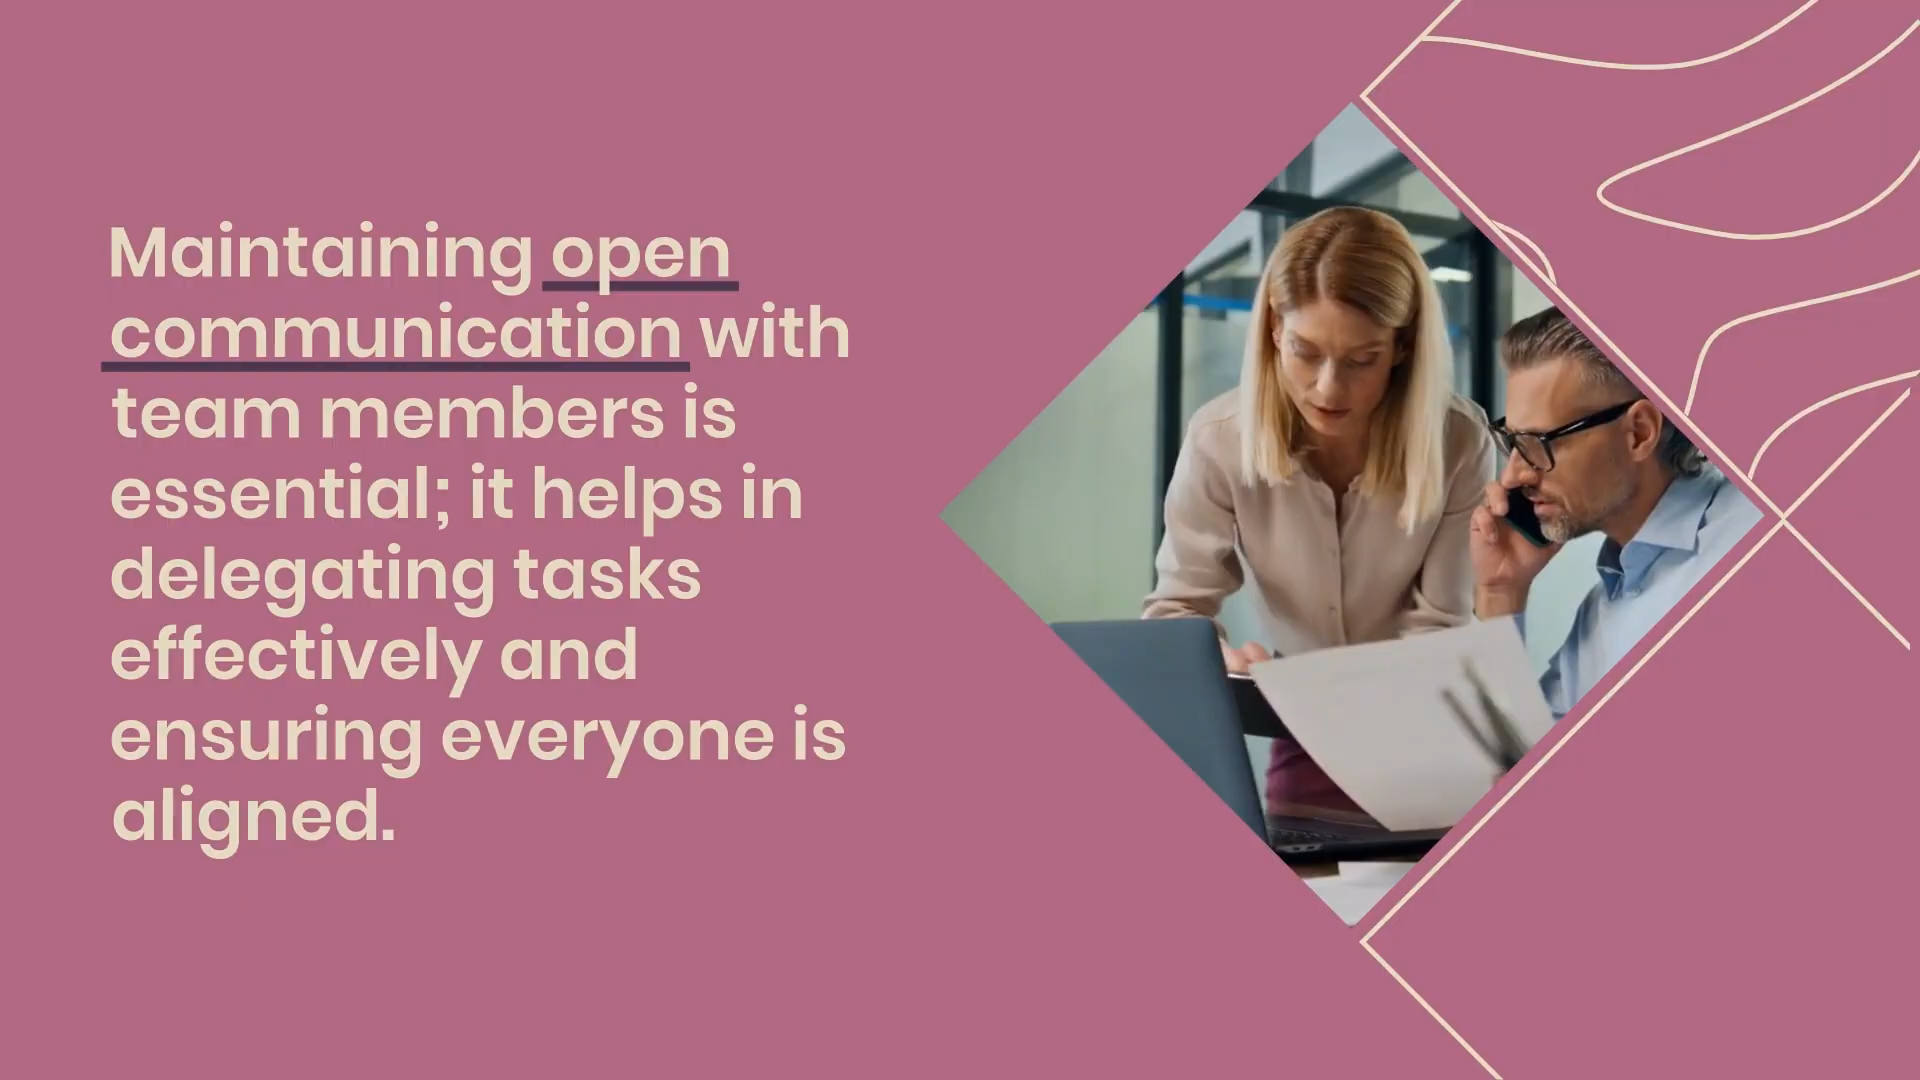 Maintaining open
communication with
team members is
essential; it helps in
delegating tasks
effectively and
ensuring everyone is
aligned.